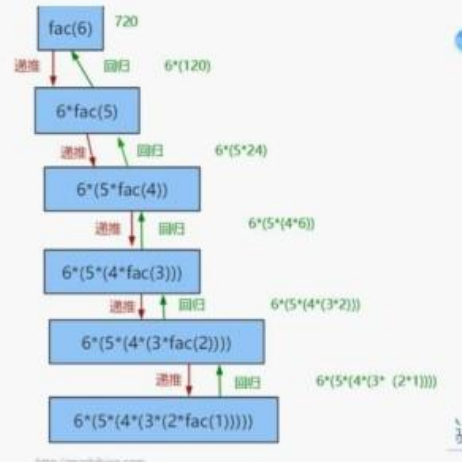 fac(6) 720
递推 回归 6*(120)
6*fac(5)
递推 回归 6*(5*24)
6*(5*fac(4))
递推 回归 6*(5*(4*6))
6*(5*(4*fac(3)))
递推 回归 6*(5*(4*(3*2)))
6*(5*(4*(3*fac(2))))
递推 回归 6*(5*(4*(3* (2*1))))
6*(5*(4*(3*(2*fac(1)))))